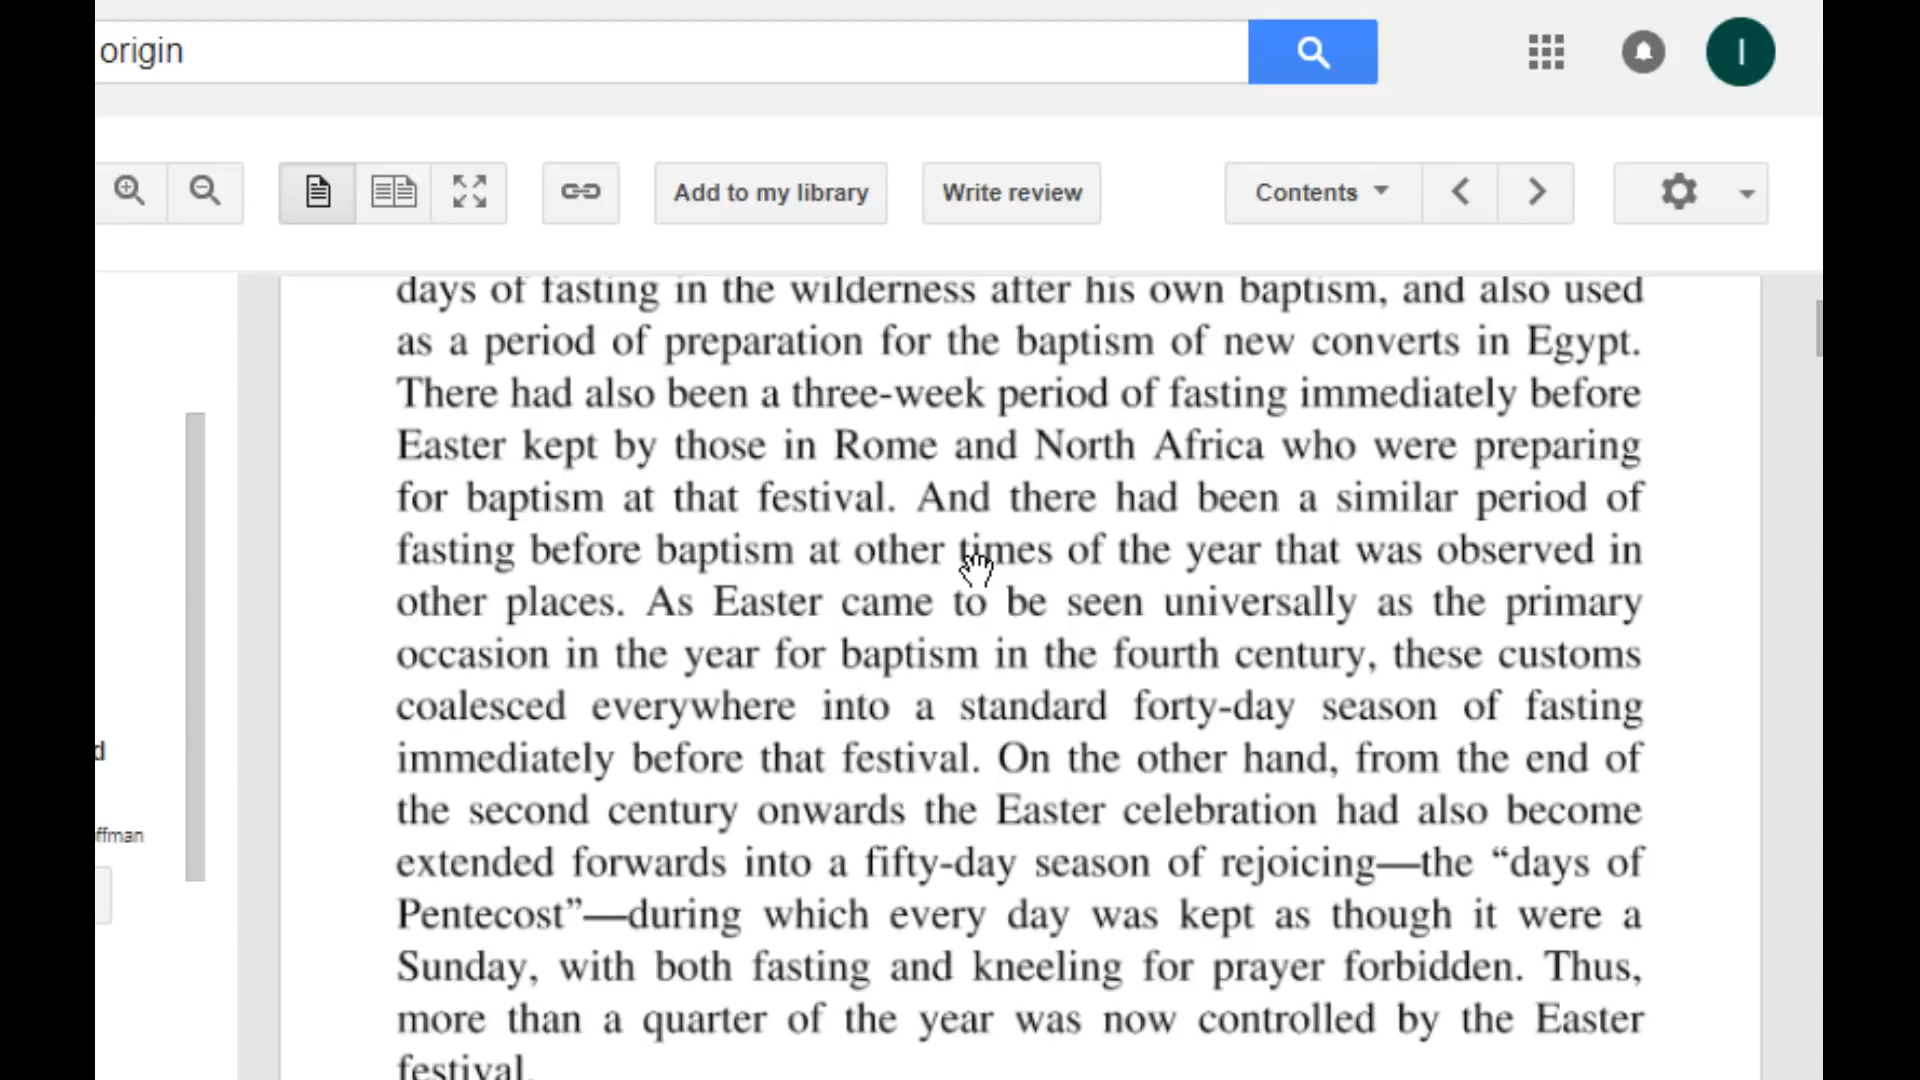 origin
I
Add to my library
Write review
Contents
days of fasting in the wilderness after his own baptism, and also used
as a period of preparation for the baptism of new converts in Egypt.
There had also been a three-week period of fasting immediately before
Easter kept by those in Rome and North Africa who were preparing
for baptism at that festival. And there had been a similar period of
fasting before baptism at other times of the year that was observed in
other places. As Easter came to be seen universally as the primary
occasion in the year for baptism in the fourth century, these customs
coalesced everywhere into a standard forty-day season of fasting
immediately before that festival. On the other hand, from the end of
the second century onwards the Easter celebration had also become
extended forwards into a fifty-day season of rejoicing—the “days of
Pentecost”—during which every day was kept as though it were a
Sunday, with both fasting and kneeling for prayer forbidden. Thus,
more than a quarter of the year was now controlled by the Easter
festival.
d
ffman